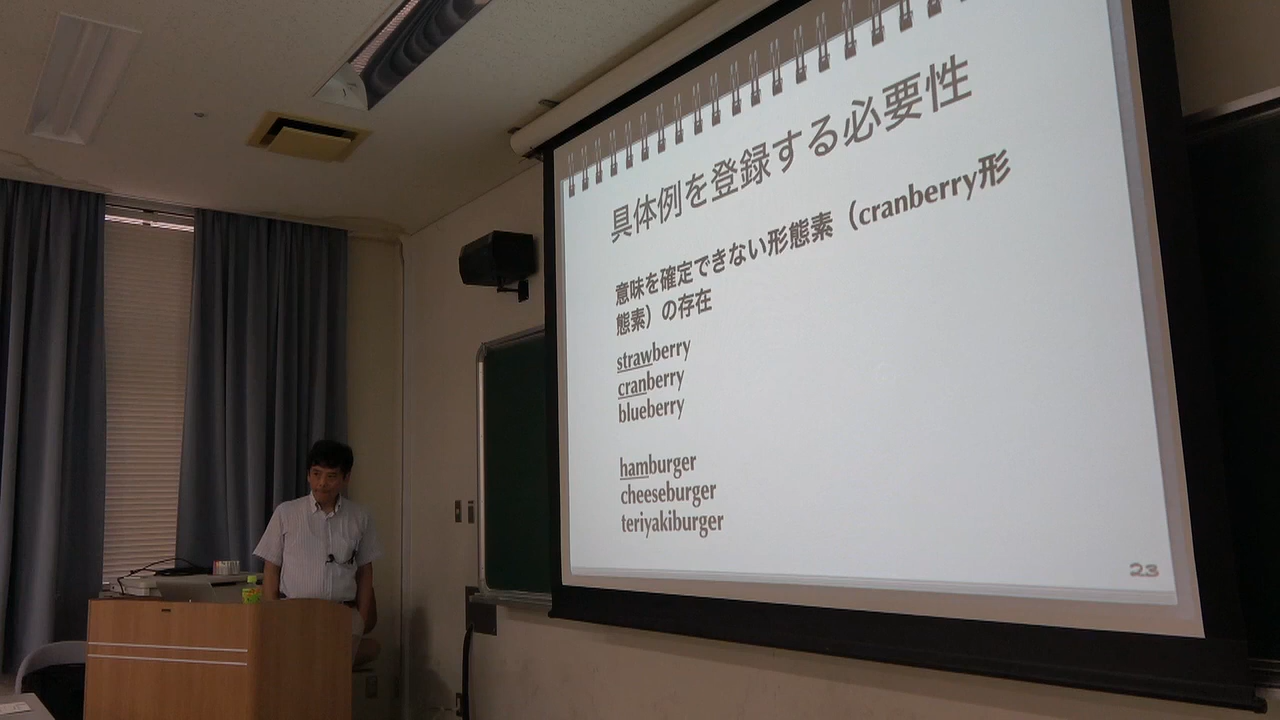 具体例を登録する必要性
意味を確定できない形態素（cranberry形
態素）の存在
strawberry
cranberry
blueberry
hamburger
cheeseburger
teriyakiburger
23